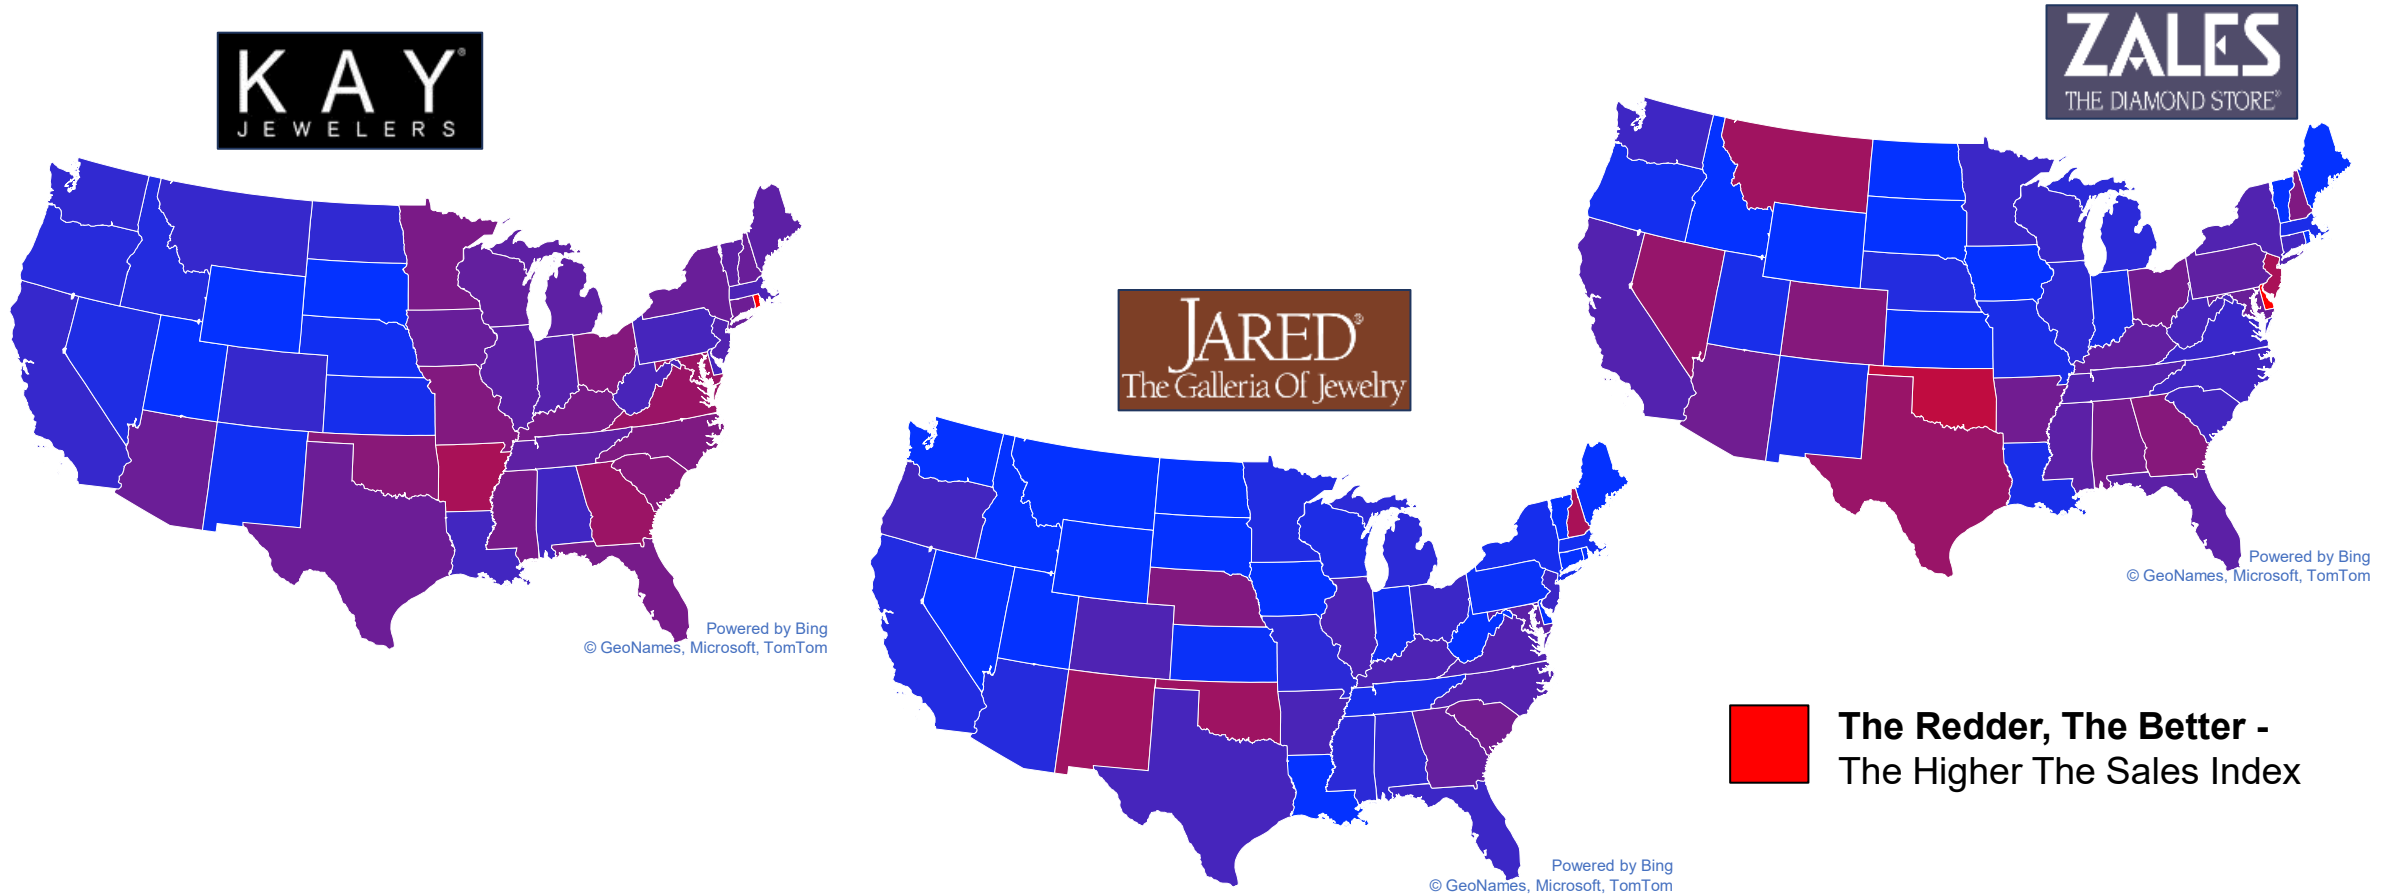 KAY®
JEWELERS
ZALES
THE DIAMOND STORE®
JARED®
The Galleria Of Jewelry
Powered by Bing
© GeoNames, Microsoft, TomTom
Powered by Bing
© GeoNames, Microsoft, TomTom
The Redder, The Better -
The Higher The Sales Index
Powered by Bing
© GeoNames, Microsoft, TomTom